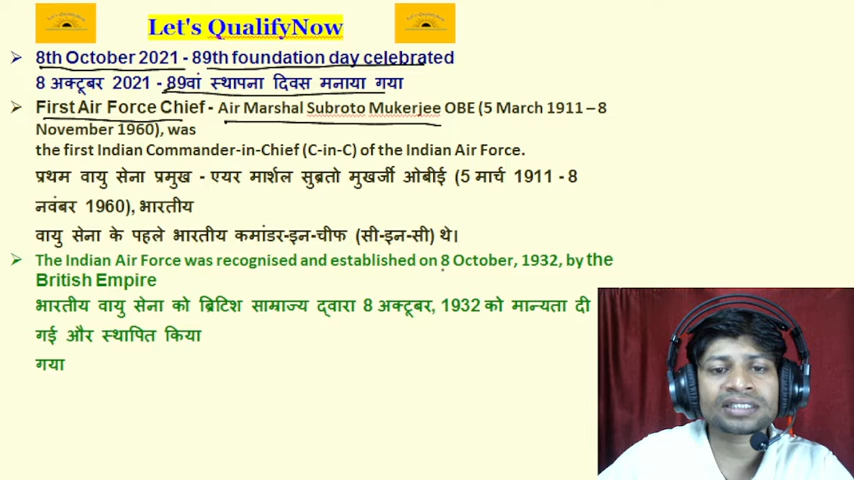 Let's QualifyNow
8th October 2021 - 89th foundation day celebrated
8 अक्टूबर 2021 - 89वां स्थापना दिवस मनाया गया
First Air Force Chief - Air Marshal Subroto Mukerjee OBE (5 March 1911 – 8
November 1960), was
the first Indian Commander-in-Chief (C-in-C) of the Indian Air Force.
प्रथम वायु सेना प्रमुख - एयर मार्शल सुब्रतो मुखर्जी ओबीई (5 मार्च 1911 - 8
नवंबर 1960), भारतीय
वायु सेना के पहले भारतीय कमांडर-इन-चीफ (सी-इन-सी) थे।
The Indian Air Force was recognised and established on 8 October, 1932, by the
British Empire
भारतीय वायु सेना को ब्रिटिश साम्राज्य द्वारा 8 अक्टूबर, 1932 को मान्यता दी
गई और स्थापित किया
गया